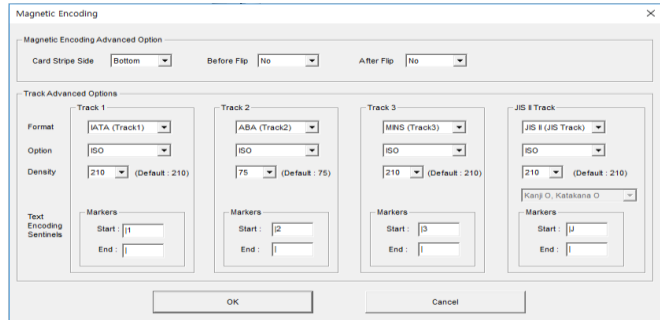 Magnetic Encoding
Magnetic Encoding Advanced Option
Card Stripe Side Bottom Before Flip No After Flip No
Track Advanced Options
Track 1 Track 2 Track 3 JIS II Track
Format IATA (Track1) ABA (Track2) MINS (Track3) JIS II (JIS Track)
Option ISO ISO ISO ISO
Density 210 (Default : 210) 75 (Default : 75) 210 (Default : 210) 210 (Default : 210)
Kanji O, Katakana O
Text Encoding Sentinels
Markers Markers Markers Markers
Start : |1 Start : |2 Start : |3 Start : |J
End : | End : | End : | End : |
OK Cancel